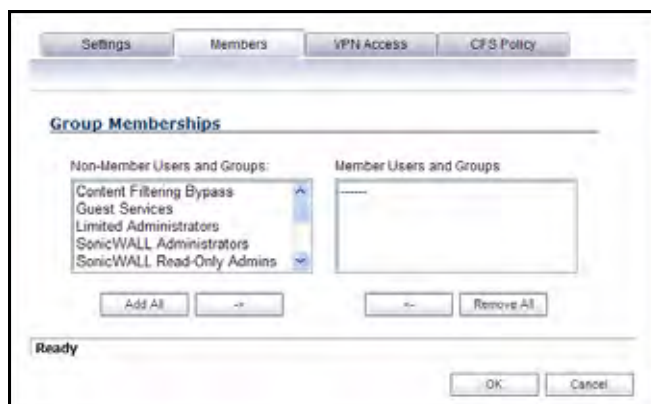 Settings Members VPN Access CFS Policy
Group Memberships
Non-Member Users and Groups: Member Users and Groups
Content Filtering Bypass -------
Guest Services
Limited Administrators
SonicWALL Administrators
SonicWALL Read-Only Admins
Add All -> <- Remove All
Ready
OK Cancel